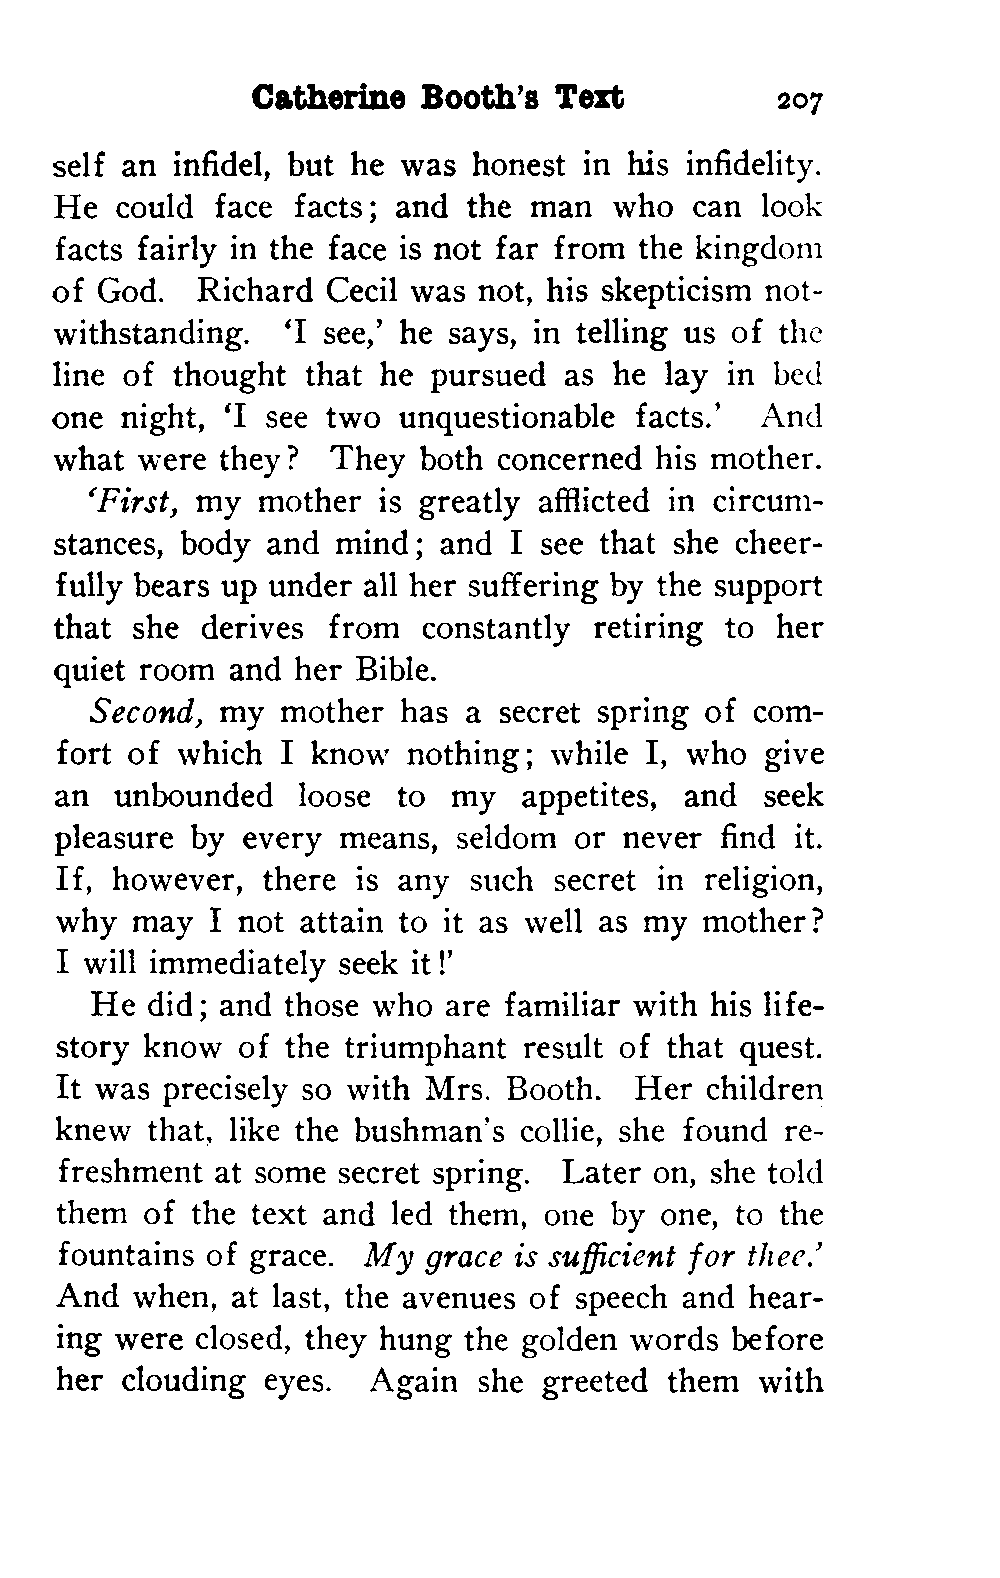 Catherine Booth's Text 207
self an infidel, but he was honest in his infidelity.
He could face facts; and the man who can look
facts fairly in the face is not far from the kingdom
of God. Richard Cecil was not, his skepticism not-
withstanding. 'I see,' he says, in telling us of the
line of thought that he pursued as he lay in bed
one night, 'I see two unquestionable facts.' And
what were they? They both concerned his mother.
'First, my mother is greatly afflicted in circum-
stances, body and mind; and I see that she cheer-
fully bears up under all her suffering by the support
that she derives from constantly retiring to her
quiet room and her Bible.
Second, my mother has a secret spring of com-
fort of which I know nothing; while I, who give
an unbounded loose to my appetites, and seek
pleasure by every means, seldom or never find it.
If, however, there is any such secret in religion,
why may I not attain to it as well as my mother?
I will immediately seek it!'
He did; and those who are familiar with his life-
story know of the triumphant result of that quest.
It was precisely so with Mrs. Booth. Her children
knew that, like the bushman's collie, she found re-
freshment at some secret spring. Later on, she told
them of the text and led them, one by one, to the
fountains of grace. My grace is sufficient for thee.'
And when, at last, the avenues of speech and hear-
ing were closed, they hung the golden words before
her clouding eyes. Again she greeted them with